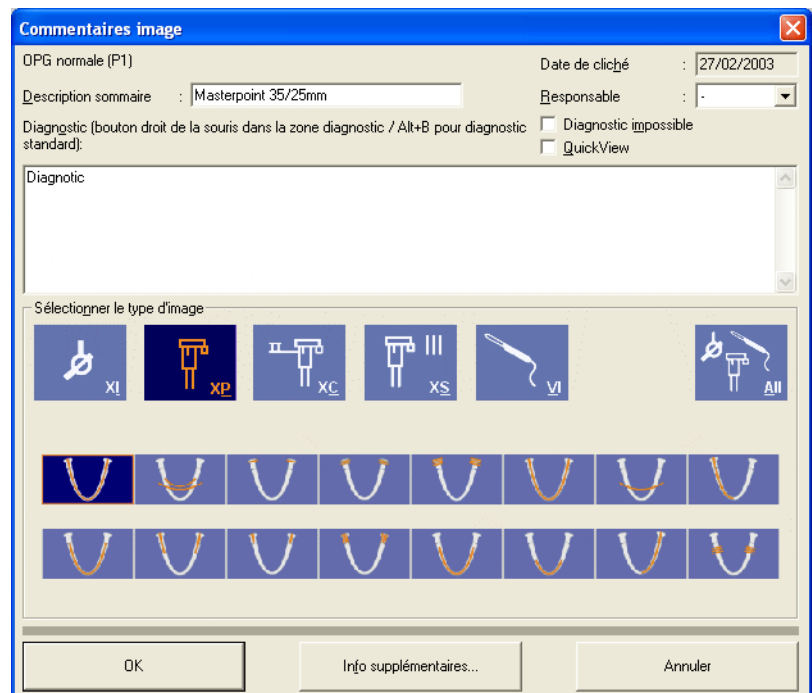 Commentaires image
OPG normale (P1)
Date de cliché : 27/02/2003
Description sommaire : Masterpoint 35/25mm
Responsable : -
Diagnostic (bouton droit de la souris dans la zone diagnostic / Alt+B pour diagnostic
standard):
Diagnostic impossible
QuickView
Diagnotic
Sélectionner le type d'image
XI XP XC XS VI All
OK Info supplémentaires... Annuler